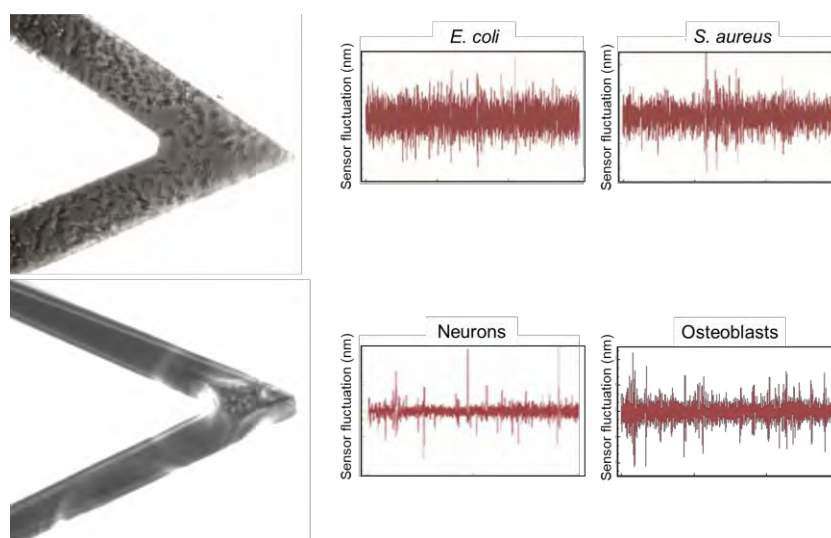 E. coli
S. aureus
Sensor fluctuation (nm)
Sensor fluctuation (nm)
Neurons
Osteoblasts
Sensor fluctuation (nm)
Sensor fluctuation (nm)